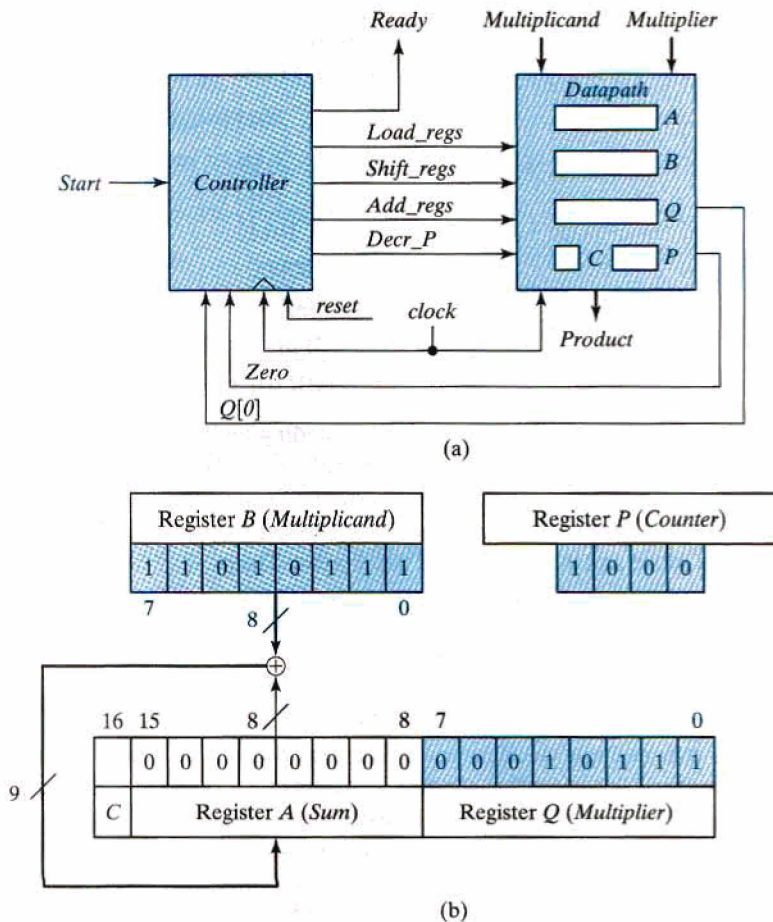 Ready
Multiplicand Multiplier
Datapath
A
Load_regs
B
Shift_regs
Start Controller
Add_regs
Q
Decr_P
C P
reset clock
Product
Zero
Q[0]
(a)
Register B (Multiplicand) Register P (Counter)
1 1 0 1 0 1 1 1 1 0 0 0
7 8 0
+
16 15 8 8 7 0
0 0 0 0 0 0 0 0 0 0 0 1 0 1 1 1
9
C Register A (Sum) Register Q (Multiplier)
(b)